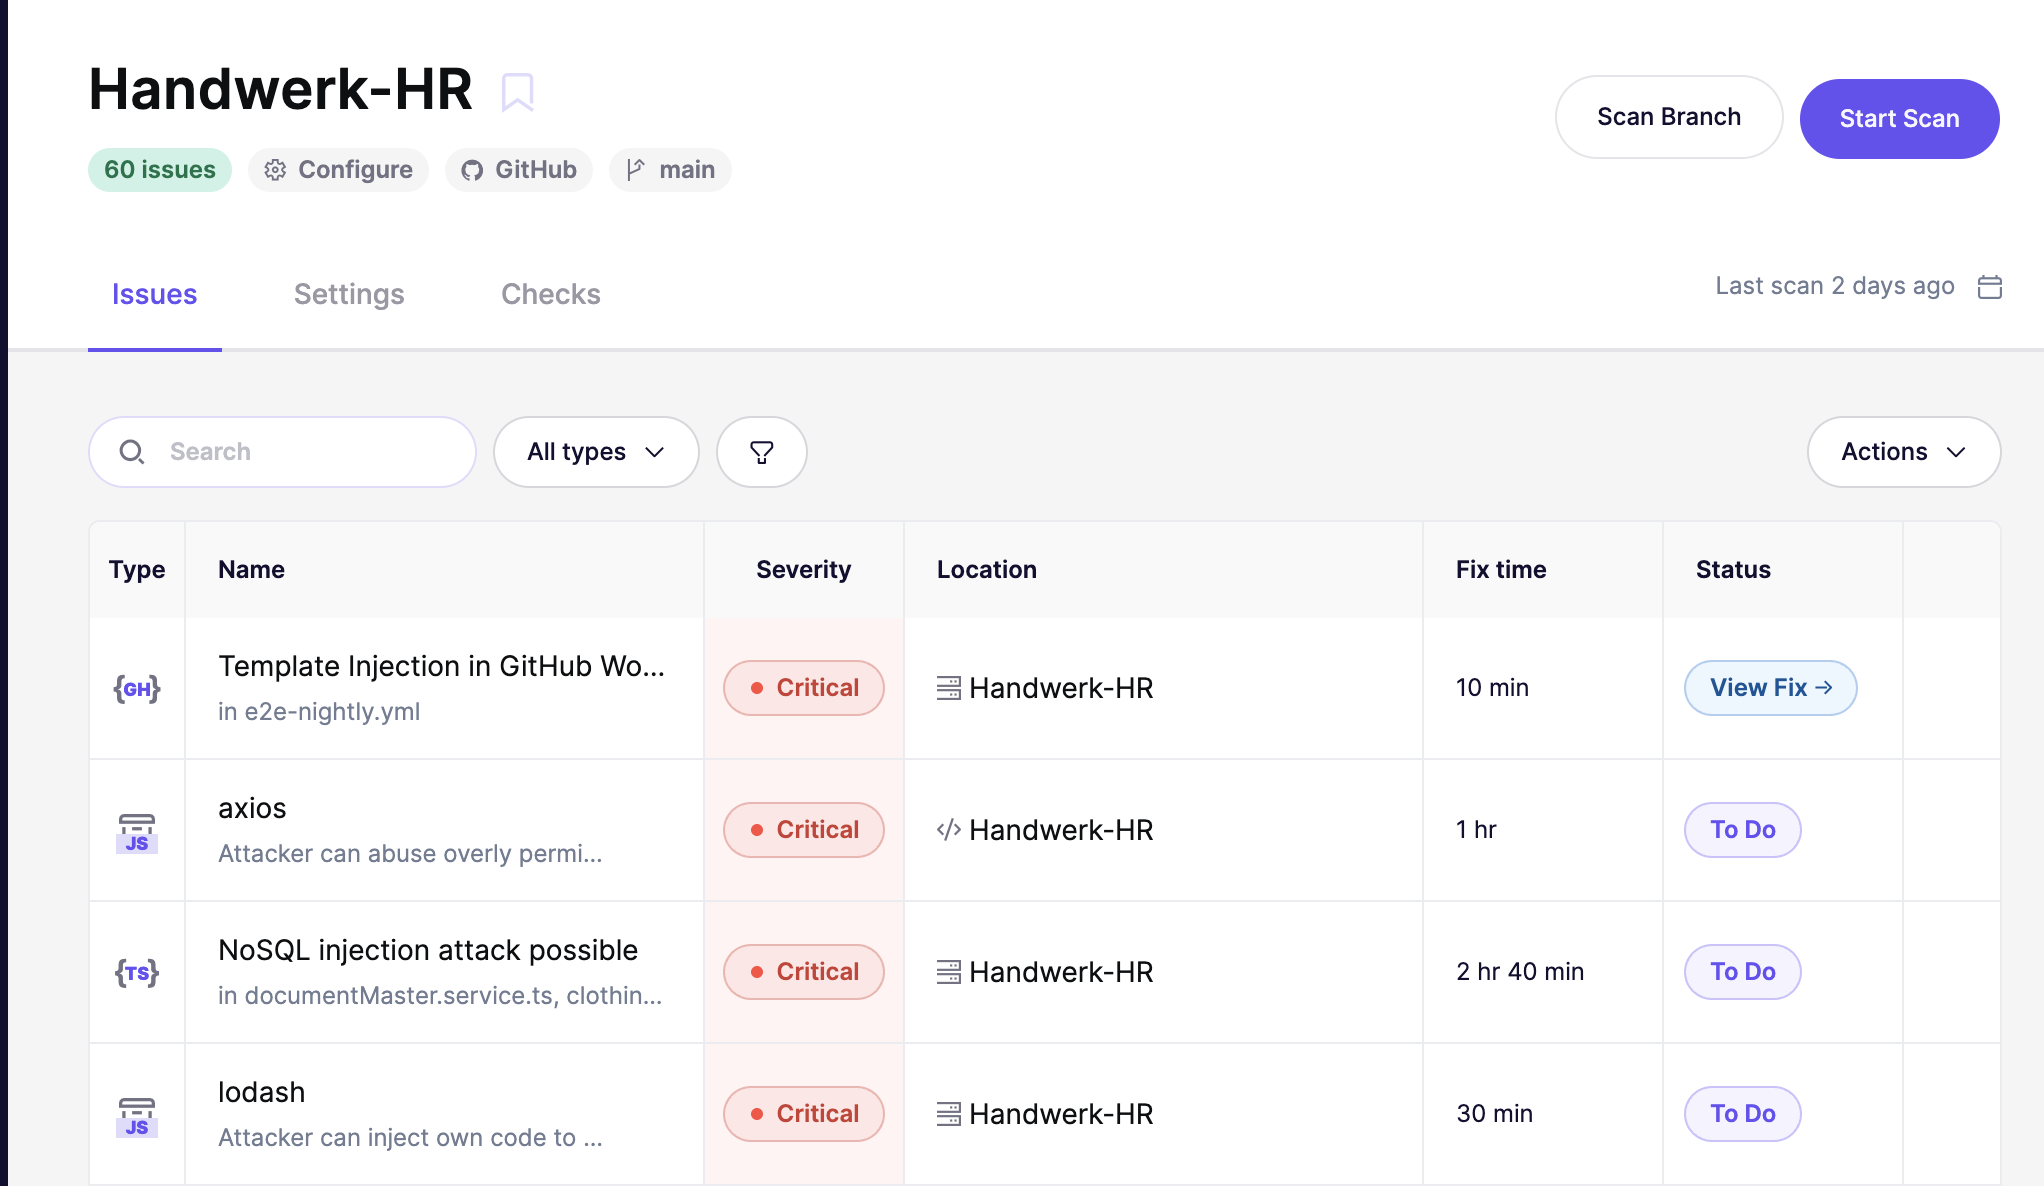 Handwerk-HR
Scan Branch
Start Scan
60 issues
Configure
GitHub
main
Issues
Settings
Checks
Last scan 2 days ago
Search
All types
Actions
Type Name Severity Location Fix time Status
{GH}
Template Injection in GitHub Wo...
in e2e-nightly.yml
Critical
Handwerk-HR
10 min
View Fix →
JS
axios
Attacker can abuse overly permi...
Critical
</> Handwerk-HR
1 hr
To Do
{TS}
NoSQL injection attack possible
in documentMaster.service.ts, clothin...
Critical
Handwerk-HR
2 hr 40 min
To Do
JS
lodash
Attacker can inject own code to ...
Critical
Handwerk-HR
30 min
To Do